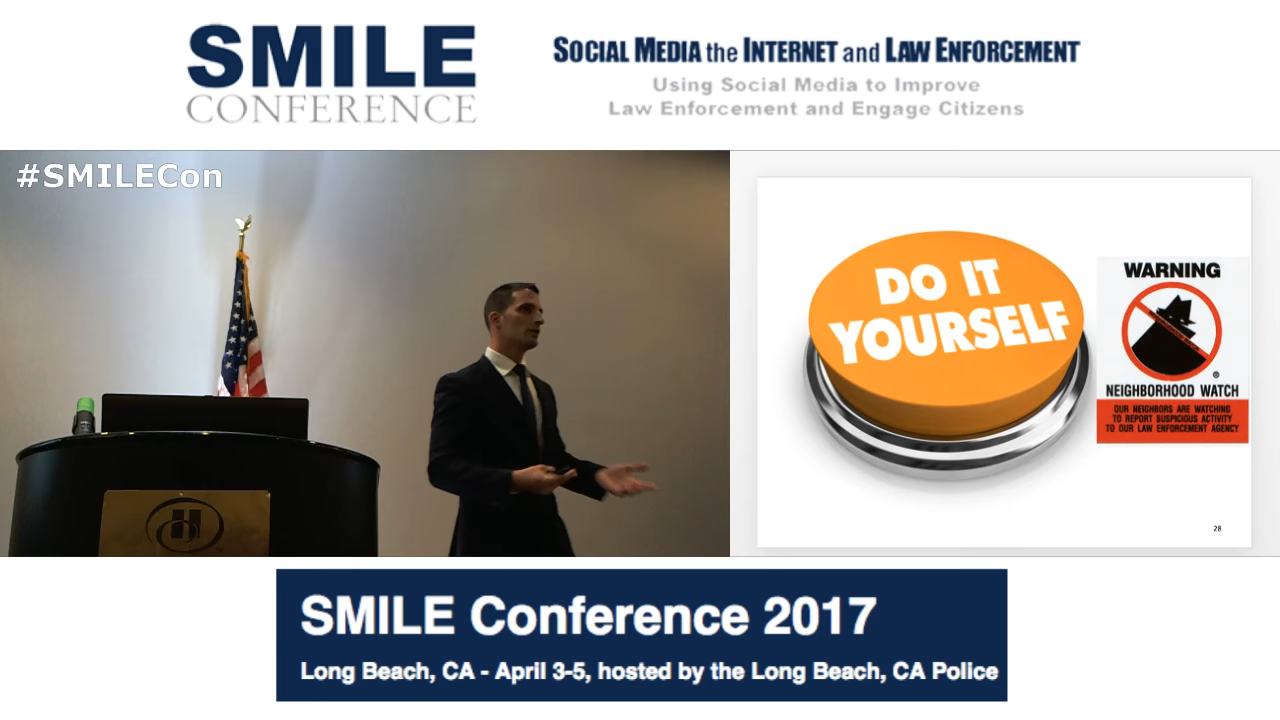 SMILE
CONFERENCE
SOCIAL MEDIA the INTERNET and LAW ENFORCEMENT
Using Social Media to Improve
Law Enforcement and Engage Citizens
#SMILECon
H
DO IT
YOURSELF
WARNING
®
NEIGHBORHOOD WATCH
OUR NEIGHBORS ARE WATCHING
TO REPORT SUSPICIOUS ACTIVITY
TO OUR LAW ENFORCEMENT AGENCY.
28
SMILE Conference 2017
Long Beach, CA - April 3-5, hosted by the Long Beach, CA Police